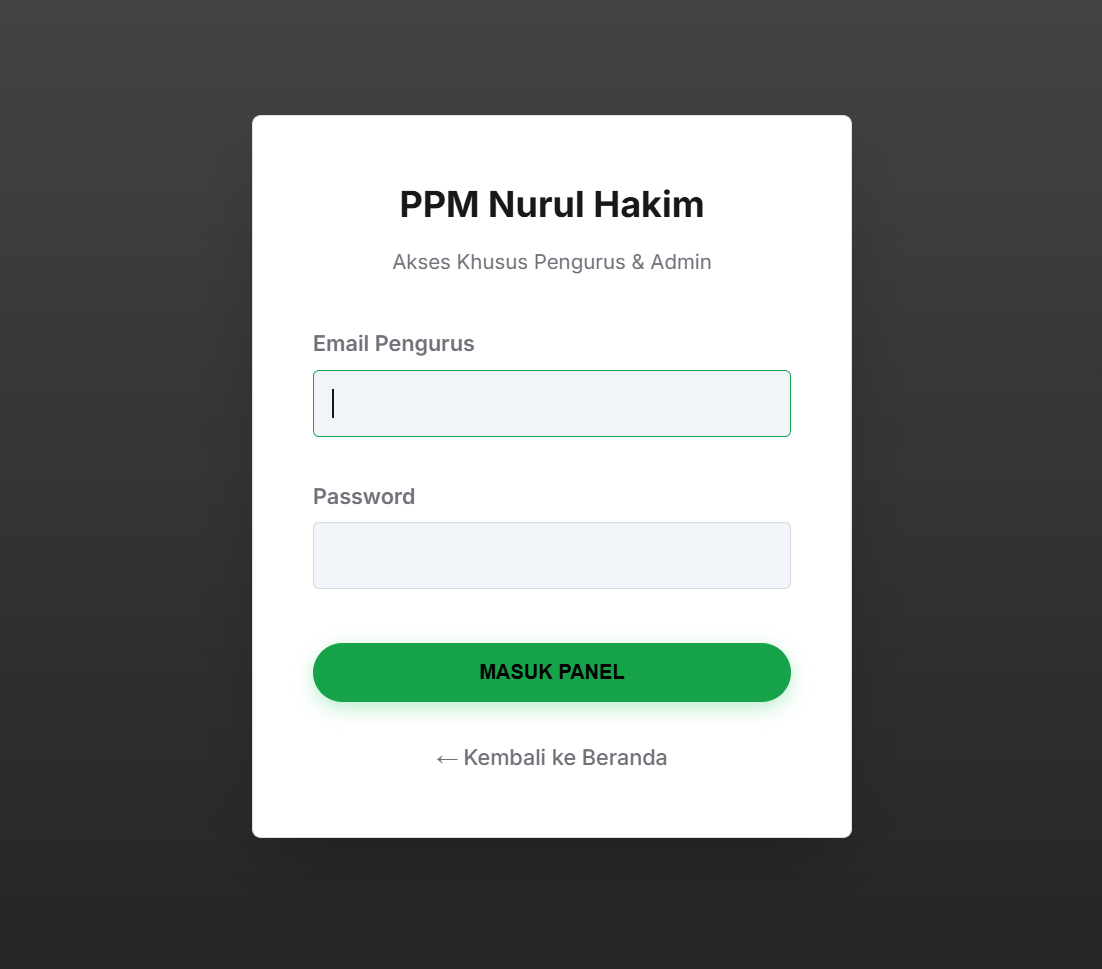 PPM Nurul Hakim
Akses Khusus Pengurus & Admin
Email Pengurus
Password
MASUK PANEL
← Kembali ke Beranda